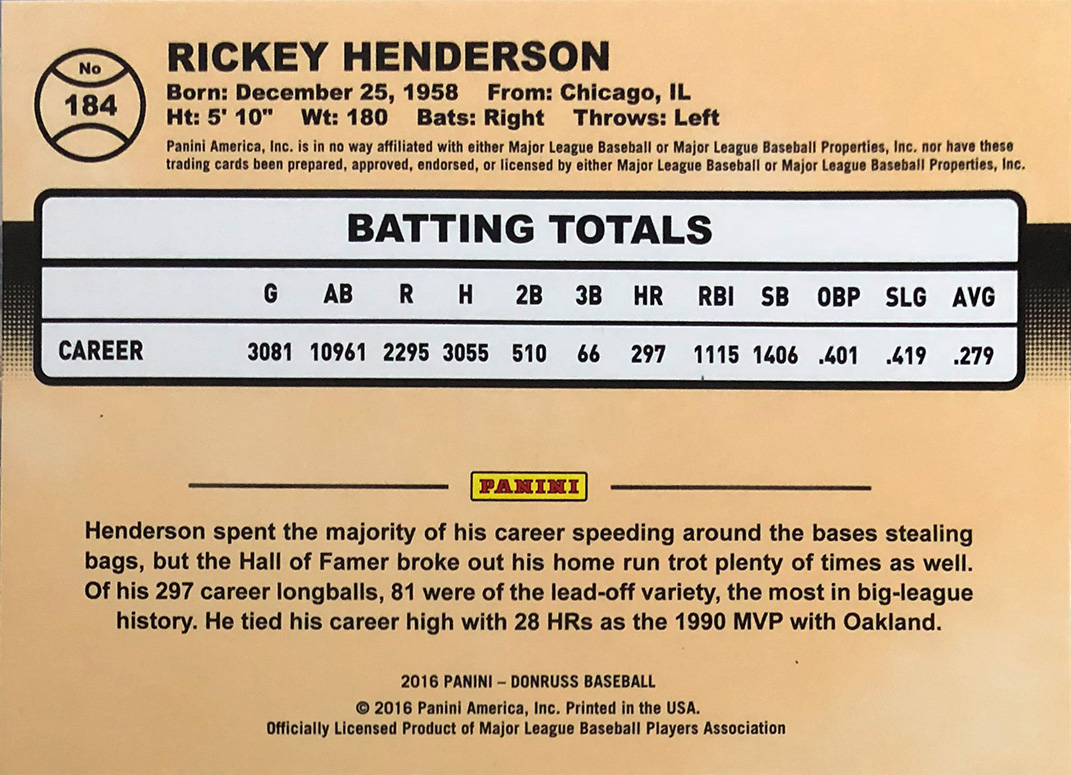 No
184
RICKEY HENDERSON
Born: December 25, 1958 From: Chicago, IL
Ht: 5' 10" Wt: 180 Bats: Right Throws: Left
Panini America, Inc. is in no way affiliated with either Major League Baseball or Major League Baseball Properties, Inc. nor have these
trading cards been prepared, approved, endorsed, or licensed by either Major League Baseball or Major League Baseball Properties, Inc.
BATTING TOTALS
G AB R H 2B 3B HR RBI SB OBP SLG AVG
CAREER 3081 10961 2295 3055 510 66 297 1115 1406 .401 .419 .279
PANINI
Henderson spent the majority of his career speeding around the bases stealing
bags, but the Hall of Famer broke out his home run trot plenty of times as well.
Of his 297 career longballs, 81 were of the lead-off variety, the most in big-league
history. He tied his career high with 28 HRs as the 1990 MVP with Oakland.
2016 PANINI – DONRUSS BASEBALL
© 2016 Panini America, Inc. Printed in the USA.
Officially Licensed Product of Major League Baseball Players Association